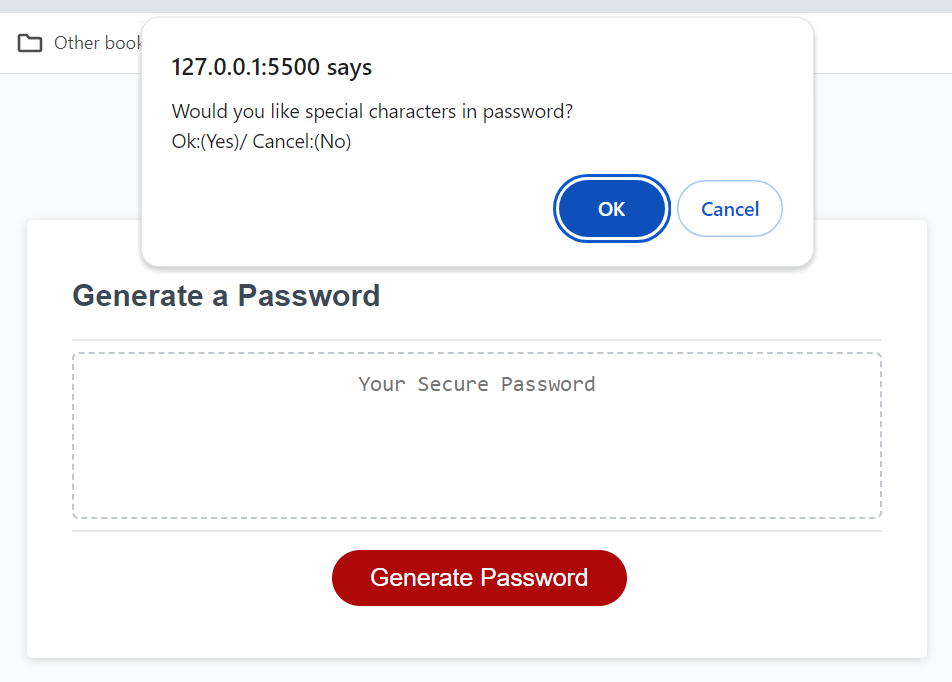 Other book
127.0.0.1:5500 says
Would you like special characters in password?
Ok:(Yes)/ Cancel:(No)
OK
Cancel
Generate a Password
Your Secure Password
Generate Password